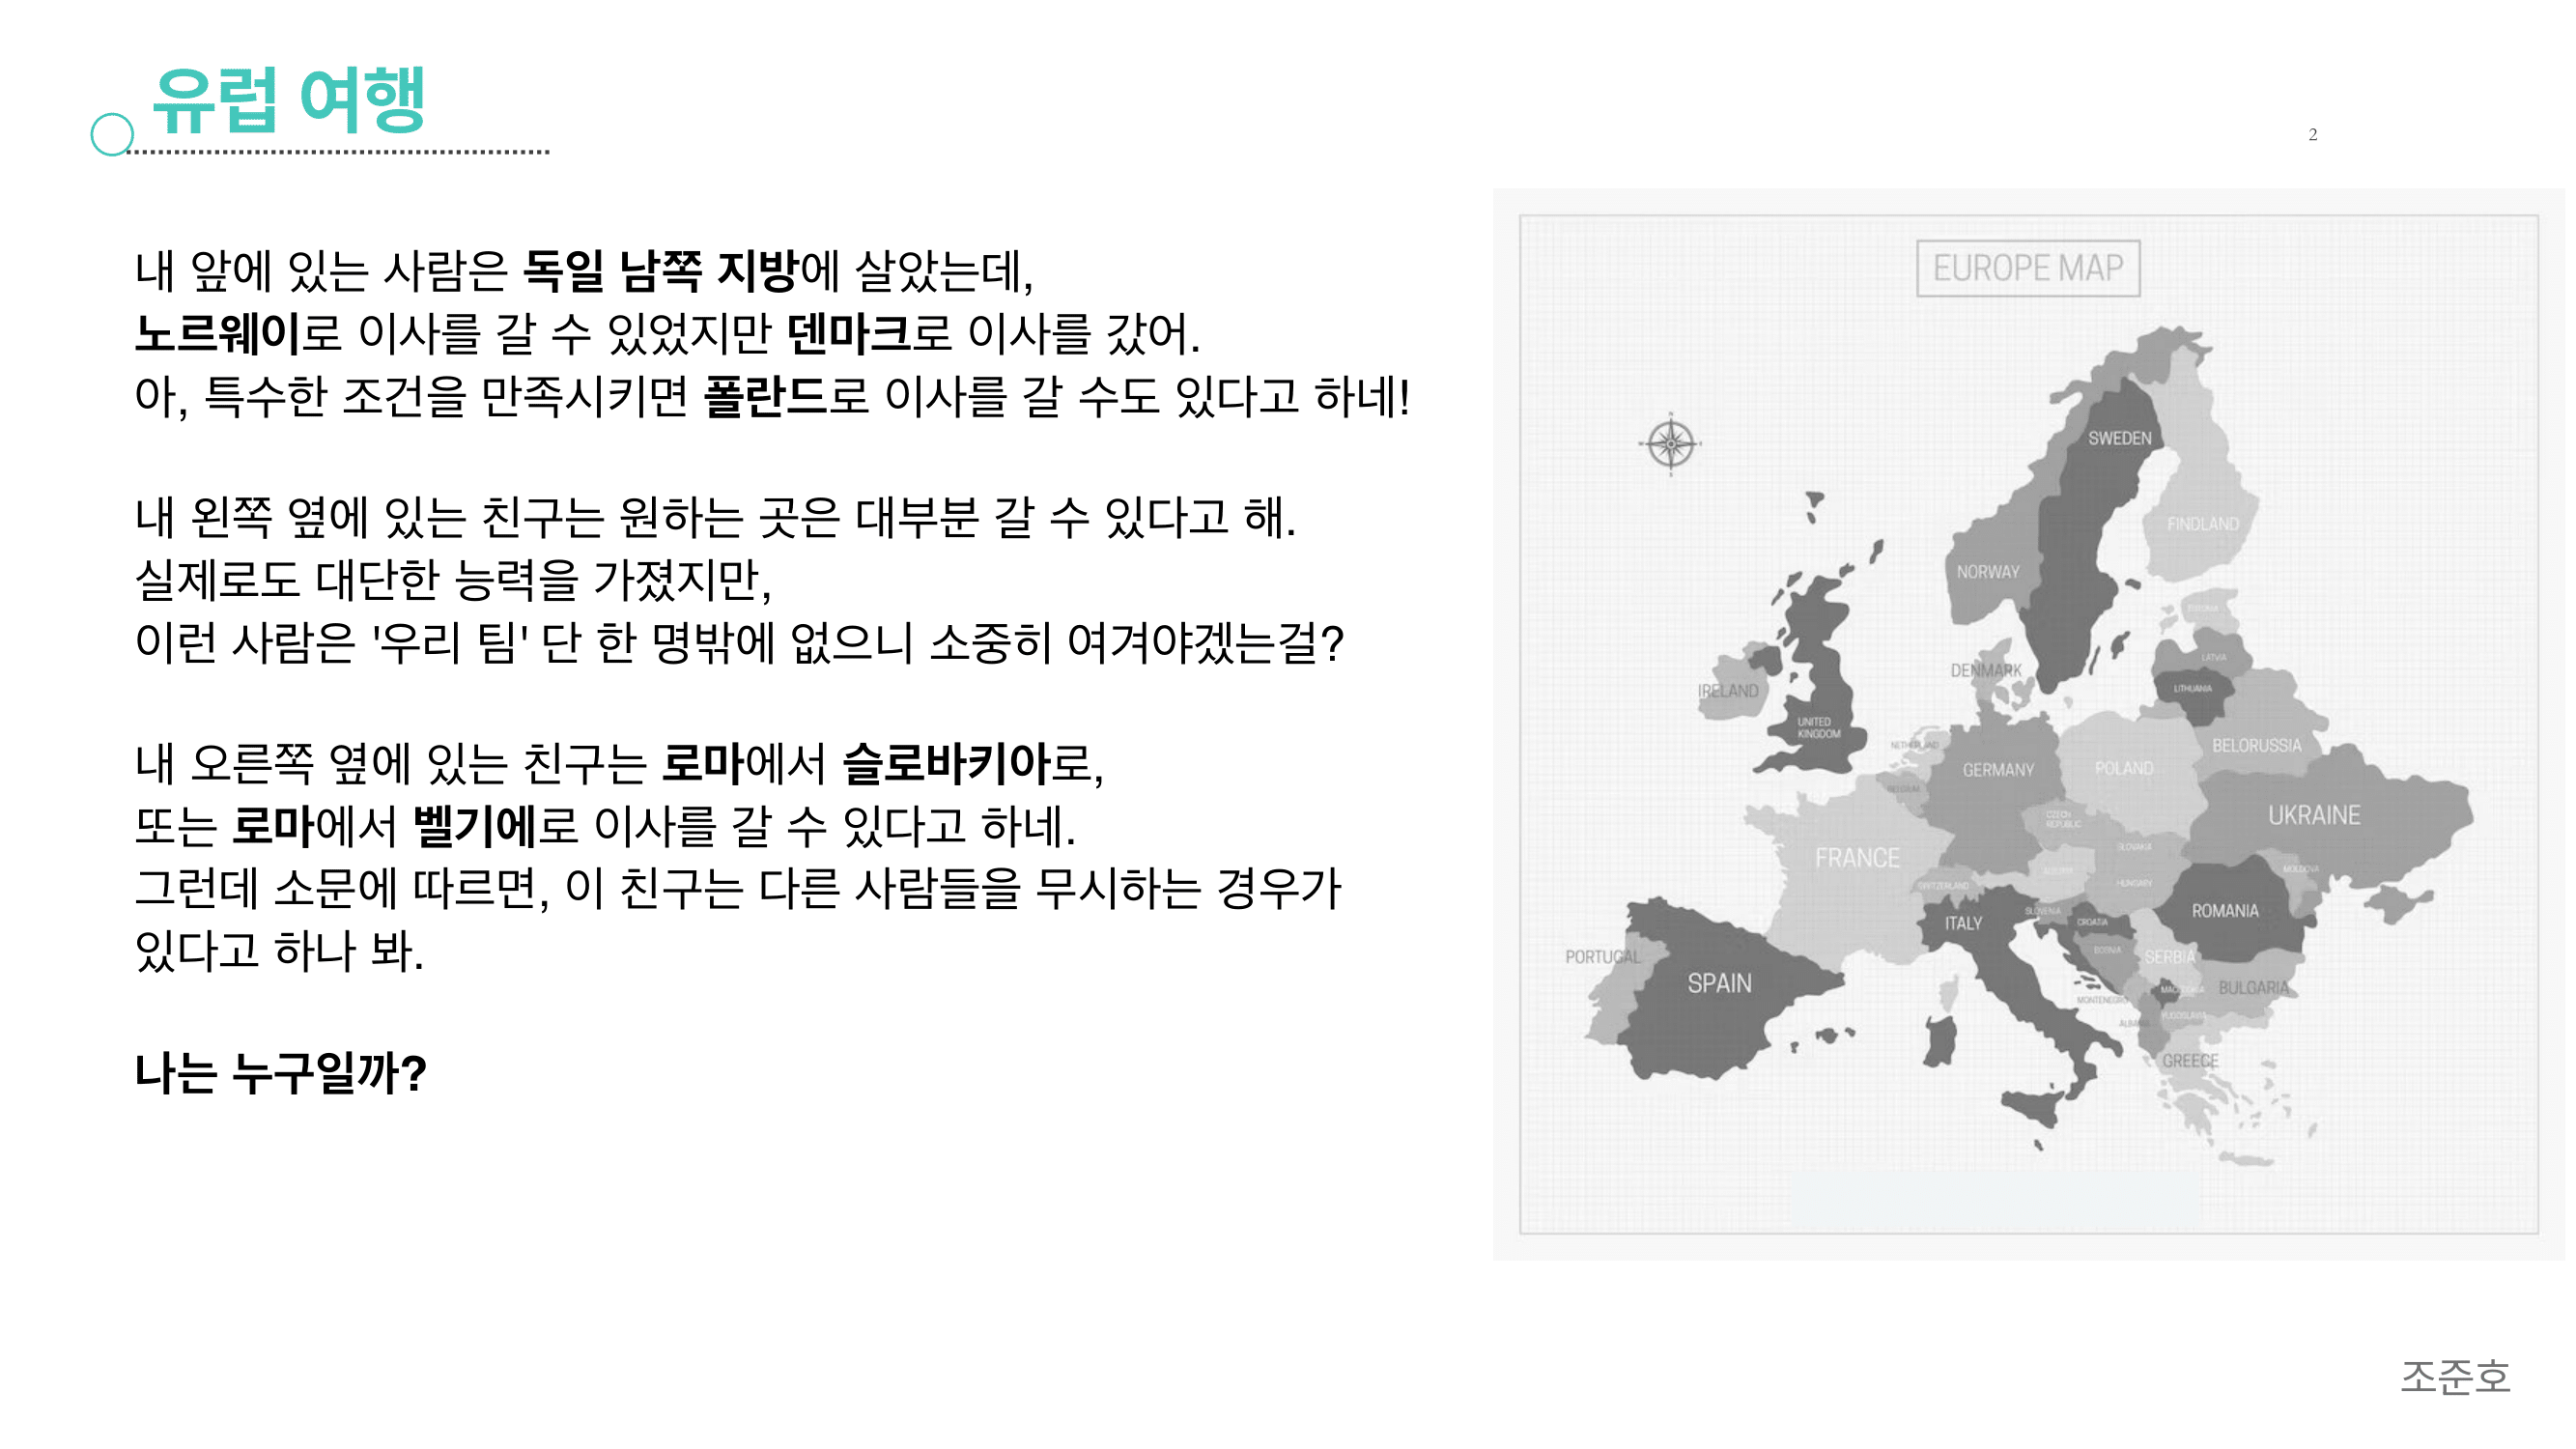 유럽 여행
2
내 앞에 있는 사람은 독일 남쪽 지방에 살았는데,
노르웨이로 이사를 갈 수 있었지만 덴마크로 이사를 갔어.
아, 특수한 조건을 만족시키면 폴란드로 이사를 갈 수도 있다고 하네!
내 왼쪽 옆에 있는 친구는 원하는 곳은 대부분 갈 수 있다고 해.
실제로도 대단한 능력을 가졌지만,
이런 사람은 '우리 팀' 단 한 명밖에 없으니 소중히 여겨야겠는걸?
내 오른쪽 옆에 있는 친구는 로마에서 슬로바키아로,
또는 로마에서 벨기에로 이사를 갈 수 있다고 하네.
그런데 소문에 따르면, 이 친구는 다른 사람들을 무시하는 경우가
있다고 하나 봐.
나는 누구일까?
EUROPE MAP
SWEDEN
FINDLAND
NORWAY
DENMARK
LATVIA
LITHUANIA
IRELAND
UNITED
KINGDOM
BELORUSSIA
GERMANY
POLAND
UKRAINE
CZECH
REPUBLIC
SLOVAKIA
FRANCE
MOLDOVA
HUNGARY
SWITZERLAND
ITALY
SLOVENIA
CROATIA
ROMANIA
BOSNIA
SERBIA
PORTUGAL
SPAIN
BULGARIA
MONTENEGRO
GREECE
조준호